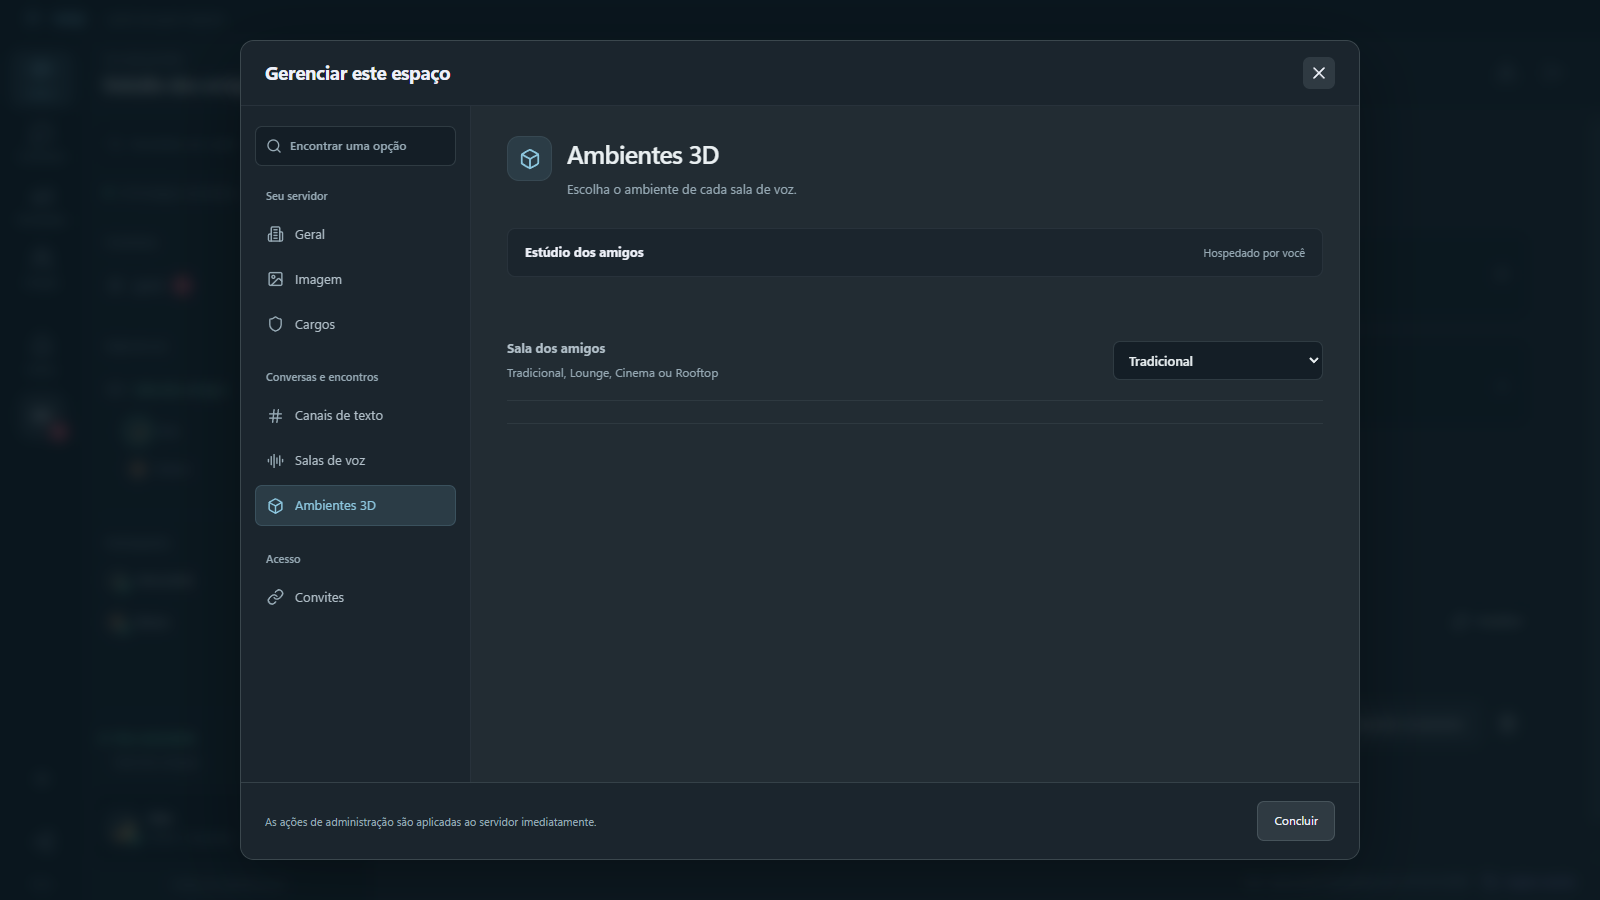 Gerenciar este espaço
Encontrar uma opção
Seu servidor
Geral
Imagem
Cargos
Conversas e encontros
Canais de texto
Salas de voz
Ambientes 3D
Acesso
Convites
Ambientes 3D
Escolha o ambiente de cada sala de voz.
Estúdio dos amigos
Hospedado por você
Sala dos amigos
Tradicional, Lounge, Cinema ou Rooftop
Tradicional
As ações de administração são aplicadas ao servidor imediatamente.
Concluir